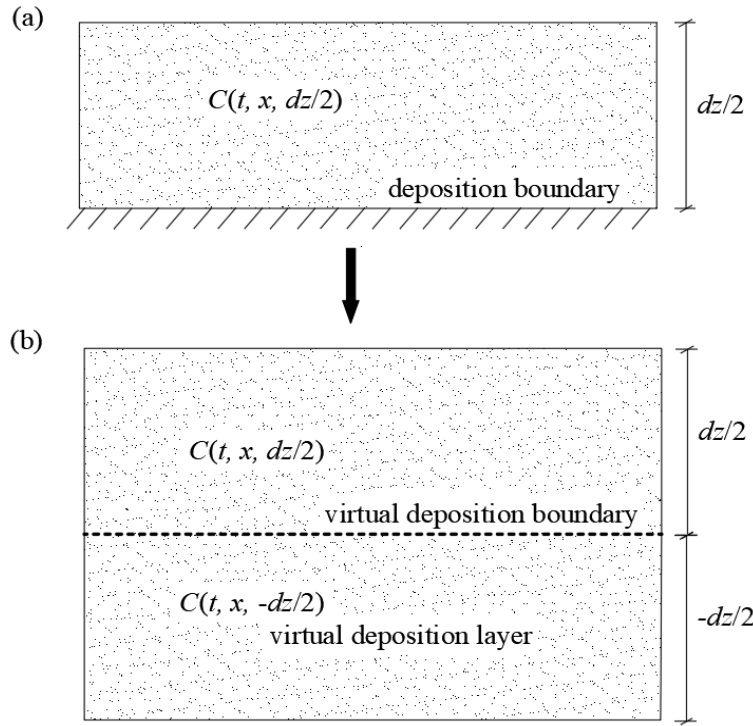 (a)
C(t, x, dz/2)
dz/2
deposition boundary
(b)
C(t, x, dz/2)
dz/2
virtual deposition boundary
C(t, x, -dz/2)
virtual deposition layer
-dz/2